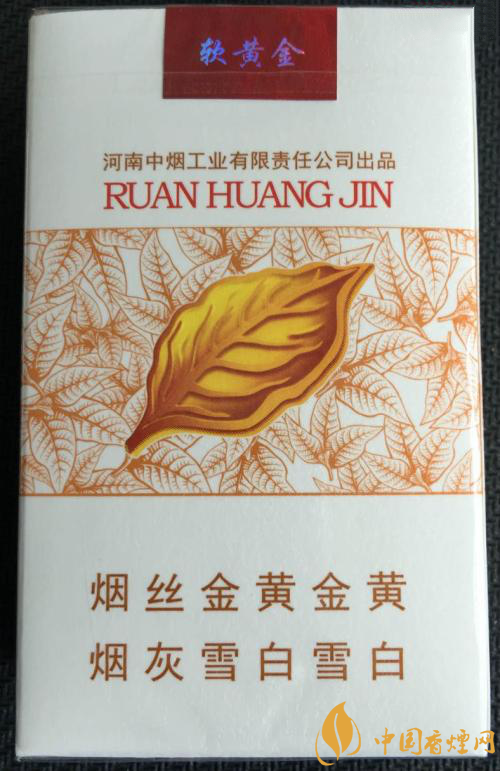 软黄金
河南中烟工业有限责任公司出品
RUAN HUANG JIN
烟丝金黄金黄
烟灰雪白雪白
中国香烟网